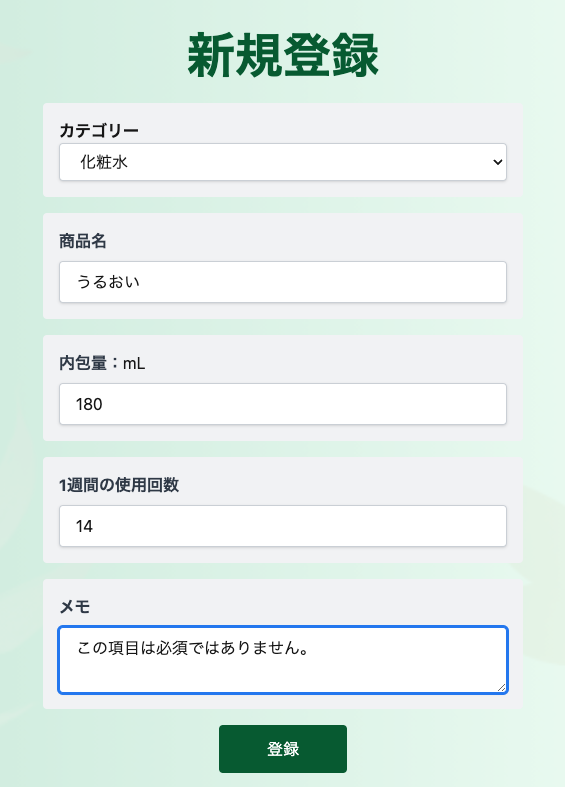 新規登録
カテゴリー
化粧水
商品名
うるおい
内包量：mL
180
1週間の使用回数
14
メモ
この項目は必須ではありません。
登録